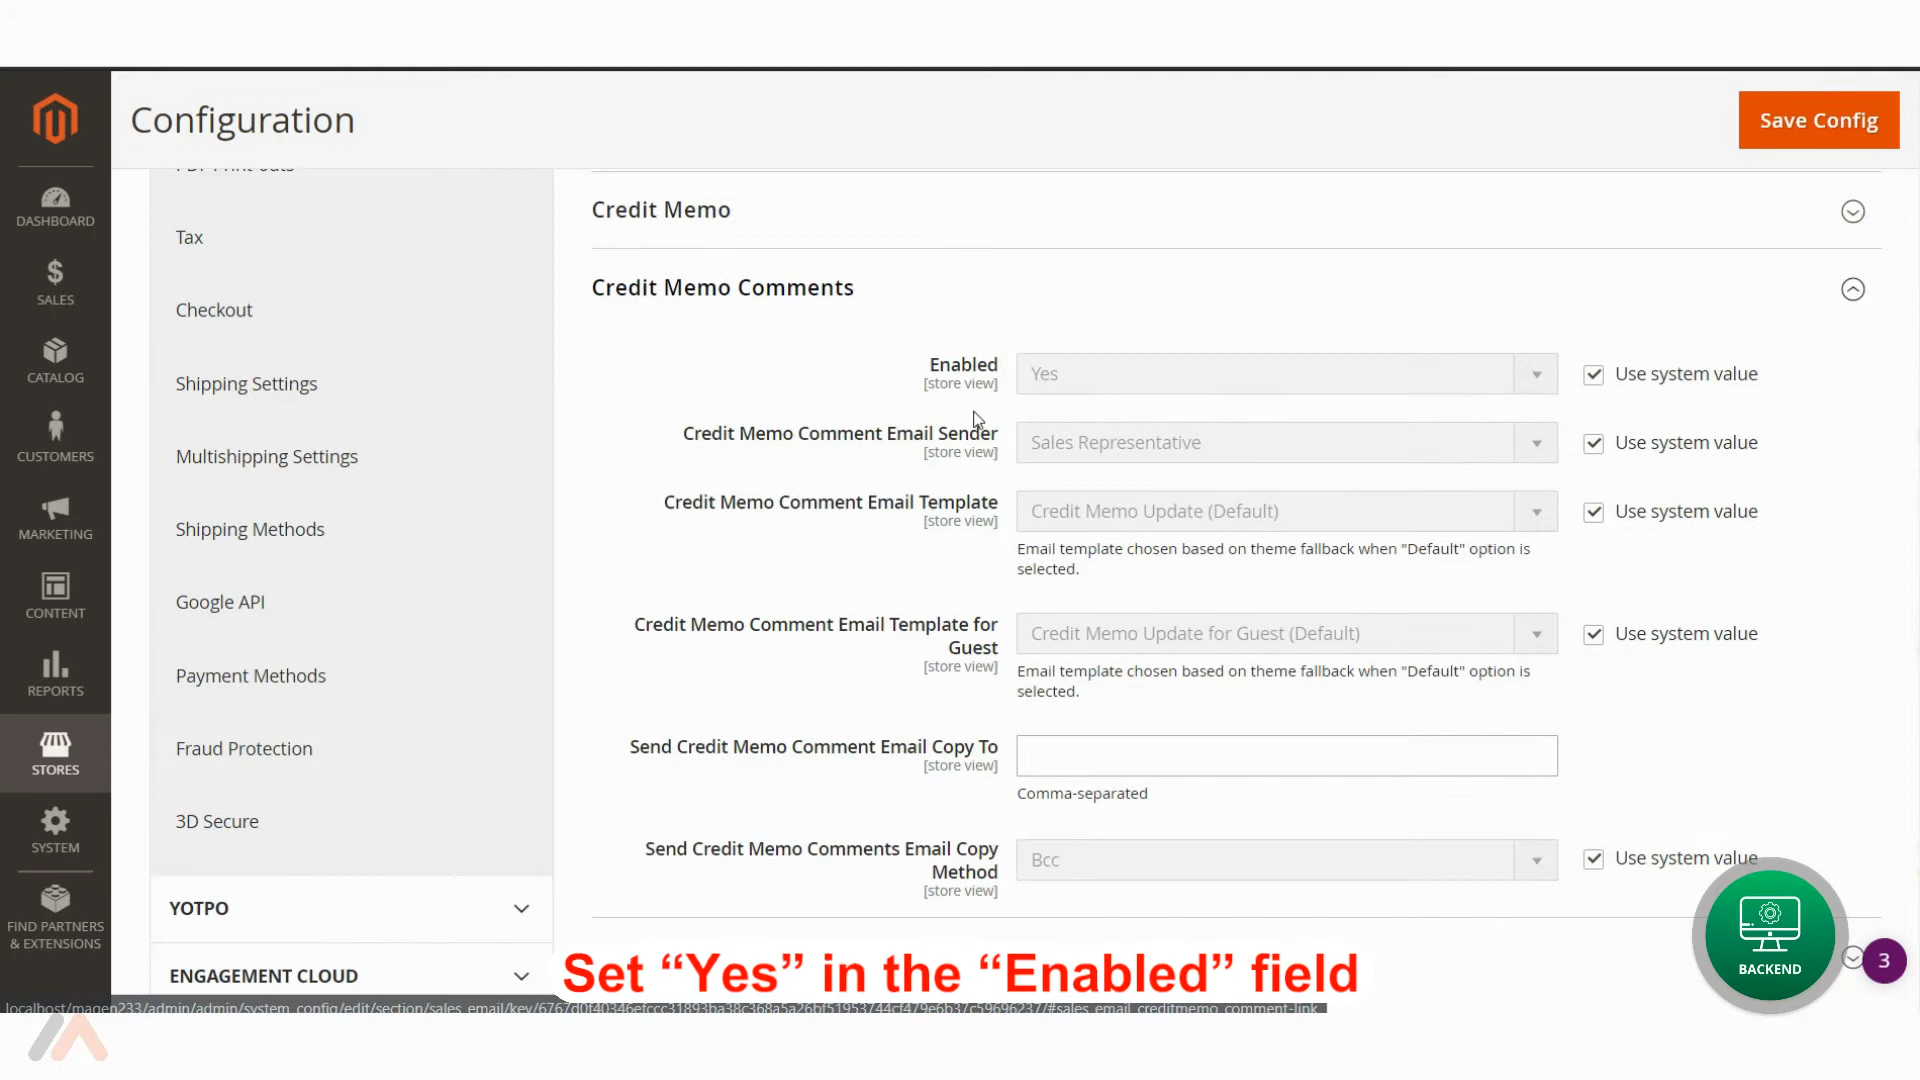 Configuration
Save Config
DASHBOARD
SALES
CATALOG
CUSTOMERS
MARKETING
CONTENT
REPORTS
STORES
SYSTEM
FIND PARTNERS
& EXTENSIONS
PDF Print-outs
Tax
Checkout
Shipping Settings
Multishipping Settings
Shipping Methods
Google API
Payment Methods
Fraud Protection
3D Secure
YOTPO
ENGAGEMENT CLOUD
Credit Memo
Credit Memo Comments
Enabled
[store view]
Yes
Use system value
Credit Memo Comment Email Sender
[store view]
Sales Representative
Use system value
Credit Memo Comment Email Template
[store view]
Credit Memo Update (Default)
Use system value
Email template chosen based on theme fallback when "Default" option is
selected.
Credit Memo Comment Email Template for
Guest
[store view]
Credit Memo Update for Guest (Default)
Use system value
Email template chosen based on theme fallback when "Default" option is
selected.
Send Credit Memo Comment Email Copy To
[store view]
Comma-separated
Send Credit Memo Comments Email Copy
Method
[store view]
Bcc
Use system value
BACKEND
3
Set “Yes” in the “Enabled” field